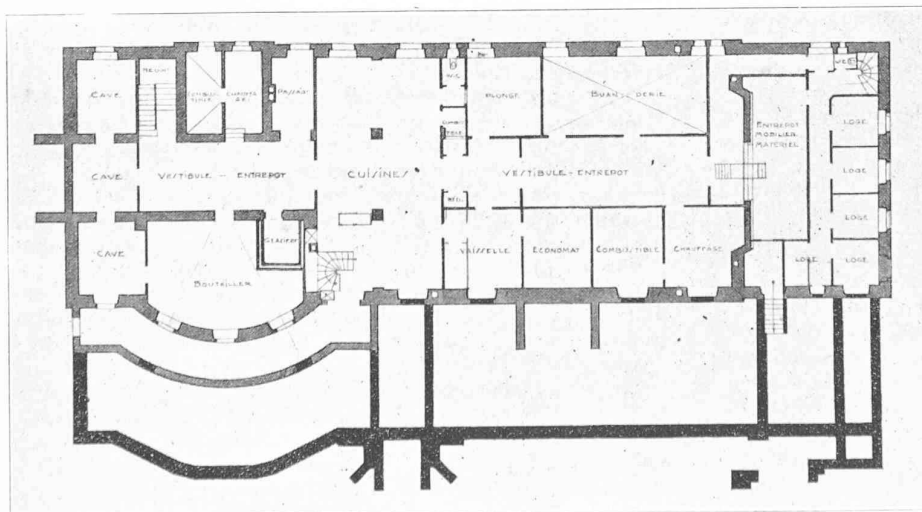 CAVE
BUANDERIE
PLONGE
W.C.
ENTREPOT
MOBILIER
MATERIEL
LOGE
CAVE
VESTIBULE – ENTREPOT
CUISINES
VESTIBULE – ENTREPOT
LOGE
LOGE
CAVE
BOUTEILLER
VAISSELLE
ECONOMAT
COMBUSTIBLE
CHAUFFAGE
LOGE
LOGE